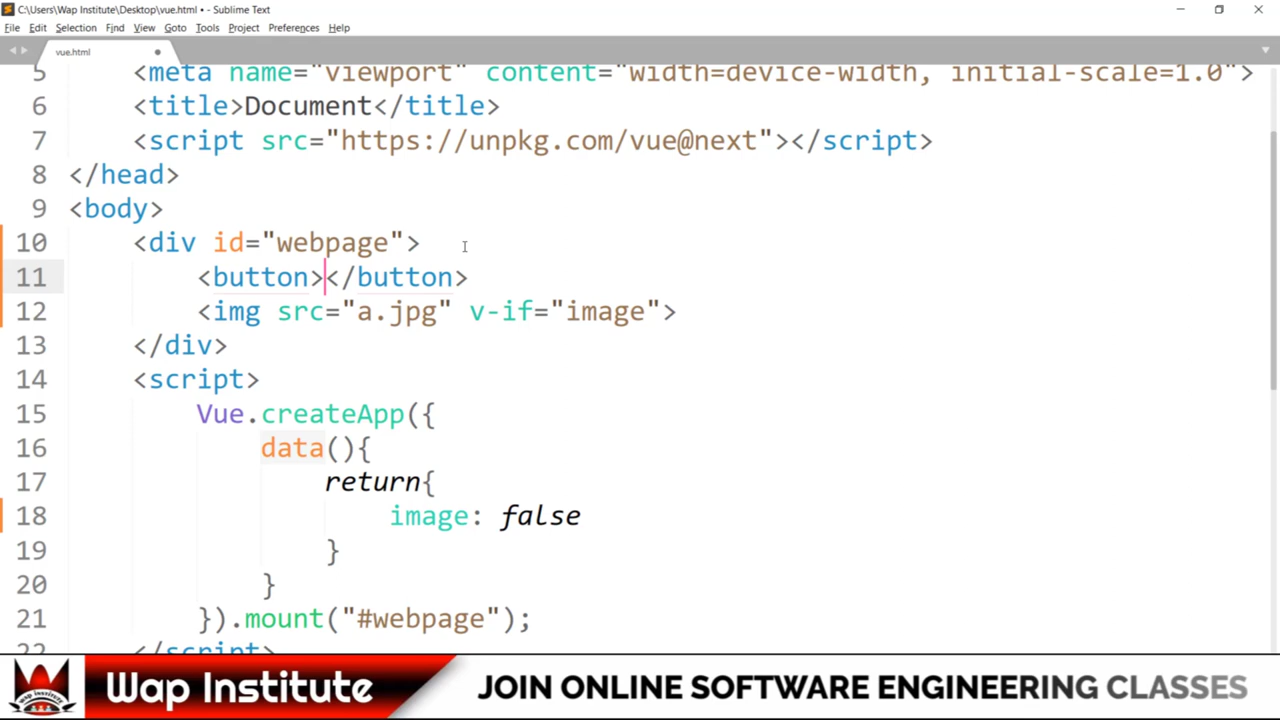 C:\Users\Wap Institute\Desktop\vue.html • - Sublime Text
File Edit Selection Find View Goto Tools Project Preferences Help
vue.html
5 <meta name="viewport" content="width=device-width, initial-scale=1.0">
6 <title>Document</title>
7 <script src="https://unpkg.com/vue@next"></script>
8 </head>
9 <body>
10 <div id="webpage">
11 <button></button>
12 <img src="a.jpg" v-if="image">
13 </div>
14 <script>
15 Vue.createApp({
16 data(){
17 return{
18 image: false
19 }
20 }
21 }).mount("#webpage");
22 </script>
Wap Institute
JOIN ONLINE SOFTWARE ENGINEERING CLASSES